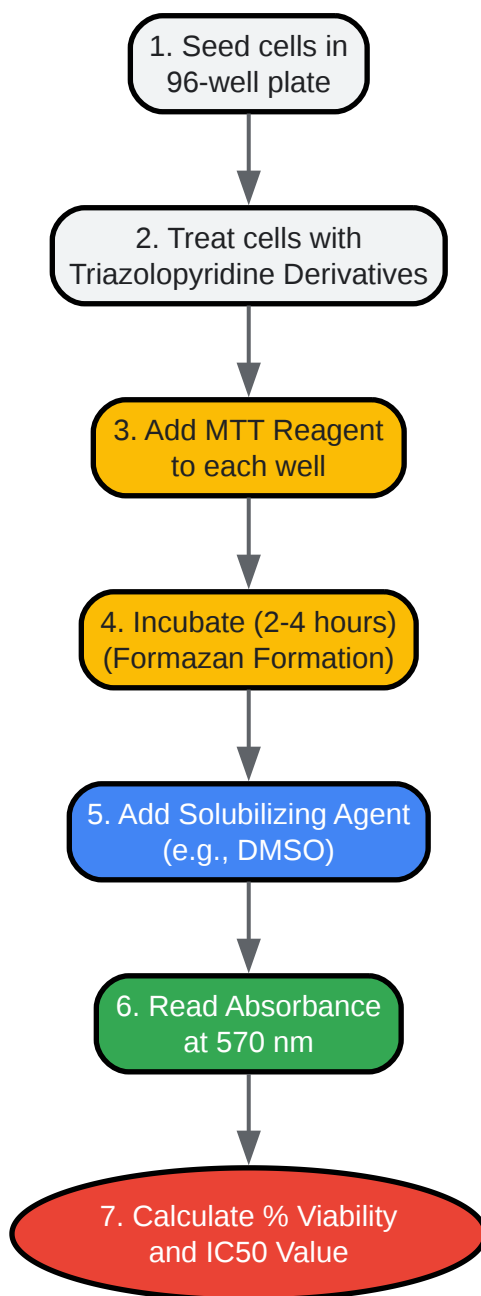 1. Seed cells in
96-well plate
2. Treat cells with
Triazolopyridine Derivatives
3. Add MTT Reagent
to each well
4. Incubate (2-4 hours)
(Formazan Formation)
5. Add Solubilizing Agent
(e.g., DMSO)
6. Read Absorbance
at 570 nm
7. Calculate % Viability
and IC50 Value